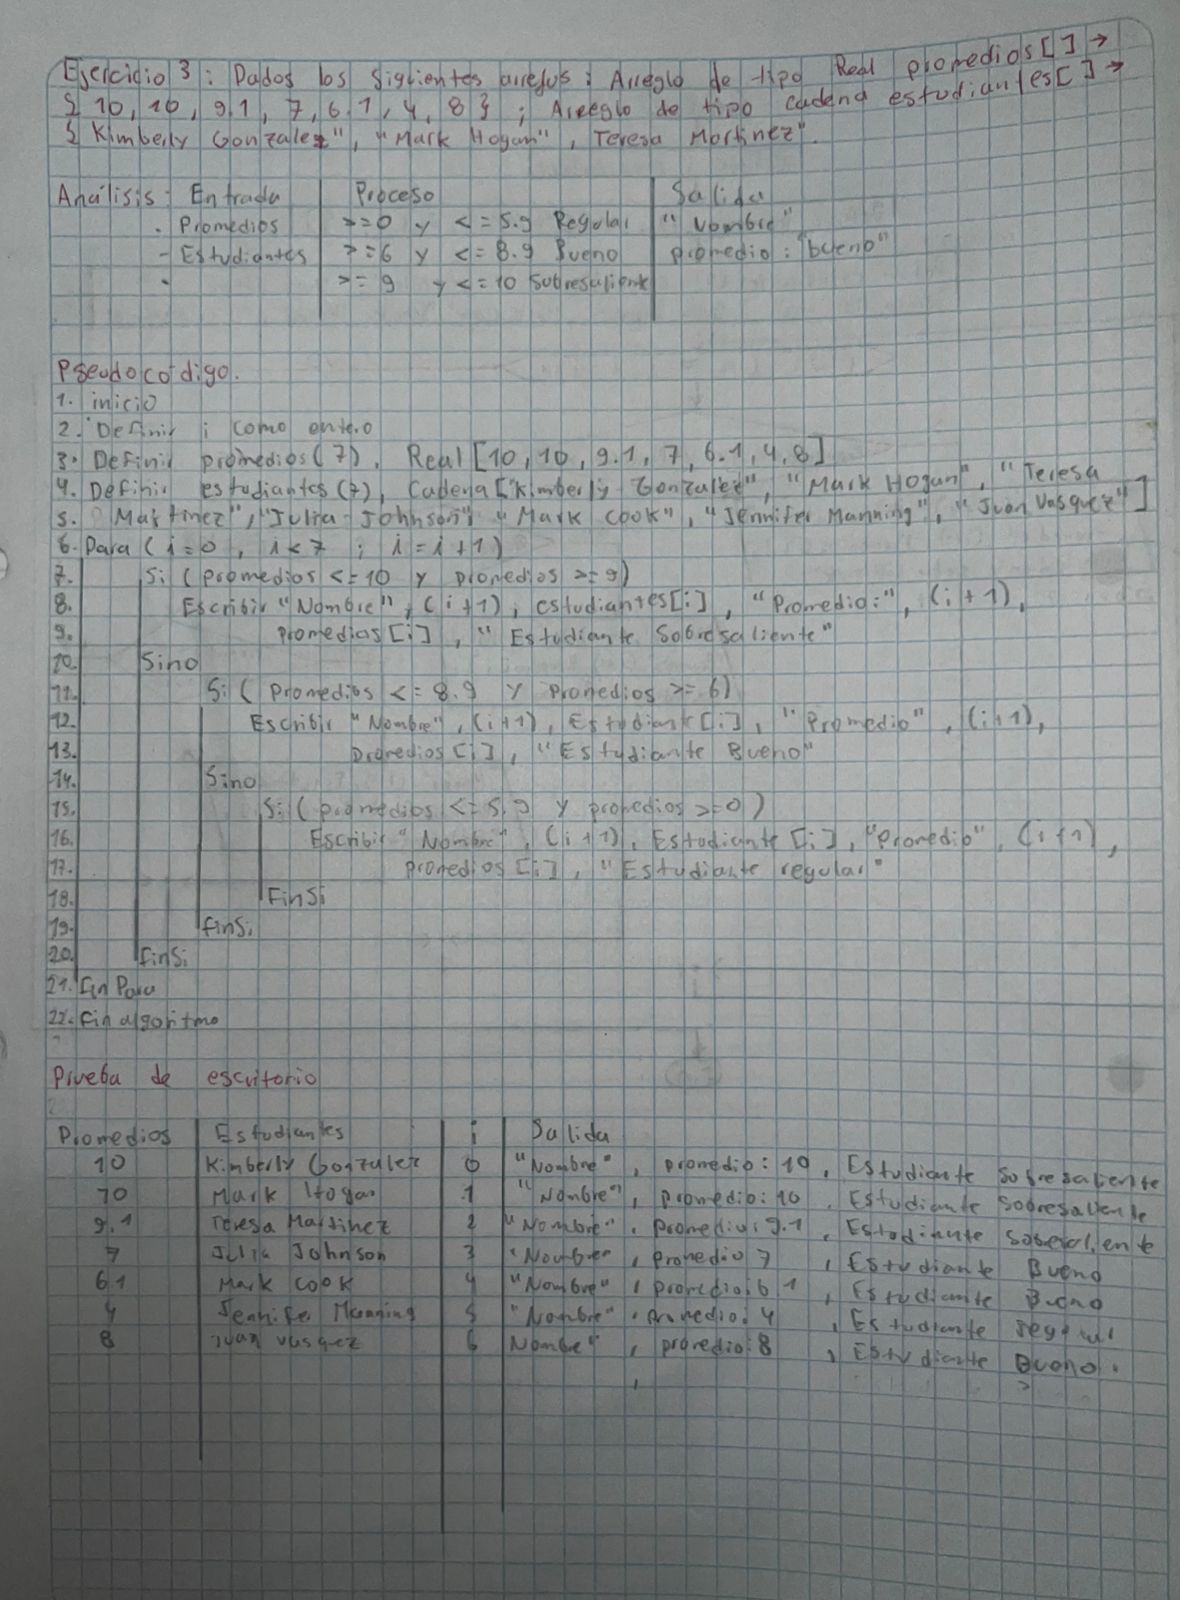 Ejercicio 3: Dados los siguientes arreglos: Arreglo de tipo Real promedios[] →
{ 10, 10, 9.1, 7, 6.1, 4, 8 } ; Arreglo de tipo cadena estudiantes[] →
{ Kimberly Gonzalez", "Mark Hogan", Teresa Martinez".
Análisis: Entrada | Proceso | Salida
. Promedios | >=0 y <=5.9 Regular | "Nombre"
- Estudiantes | >=6 y <=8.9 Bueno | promedio: "bueno"
. | >=9 y <=10 Sobresaliente
Pseudocódigo.
1. inicio
2. Definir i como entero
3. Definir promedios(7), Real [10, 10, 9.1, 7, 6.1, 4, 8]
4. Definir estudiantes(7), Cadena ["Kimberly Gonzalez", "Mark Hogan", "Teresa
5. Martinez", "Julia Johnson", "Mark Cook", "Jennifer Manning", "Juan Vasquez"]
6. Para (i=0, i<7 ; i=i+1)
7. Si (promedios <=10 y promedios >=9)
8. Escribir "Nombre", (i+1), estudiantes[i], "Promedio:", (i+1),
9. promedios[i], "Estudiante Sobresaliente"
10. Sino
11. Si (promedios <= 8.9 y promedios >= 6)
12. Escribir "Nombre", (i+1), Estudiante[i], "Promedio", (i+1),
13. promedios[i], "Estudiante Bueno"
14. Sino
15. Si (promedios <=5.9 y promedios >=0)
16. Escribir "Nombre", (i+1), Estudiante[i], "Promedio", (i+1),
17. promedios[i], "Estudiante regular"
18. FinSi
19. finSi
20. finSi
21. Fin Para
22. Fin algoritmo
Prueba de escritorio
Promedios | Estudiantes | i | Salida
10 | Kimberly Gonzalez | 0 | "Nombre", promedio: 10, Estudiante Sobresaliente
10 | Mark Hogan | 1 | "Nombre", promedio: 10, Estudiante Sobresaliente
9.1 | Teresa Martinez | 2 | "Nombre", promedio: 9.1, Estudiante Sobresaliente
7 | Julia Johnson | 3 | "Nombre, promedio 7, Estudiante Bueno
6.1 | Mark Cook | 4 | "Nombre", promedio: 6.1, Estudiante Bueno
4 | Jennifer Manning | 5 | "Nombre", promedio: 4, Estudiante regular
8 | Juan Vasquez | 6 | Nombre", promedio: 8, Estudiante Bueno.